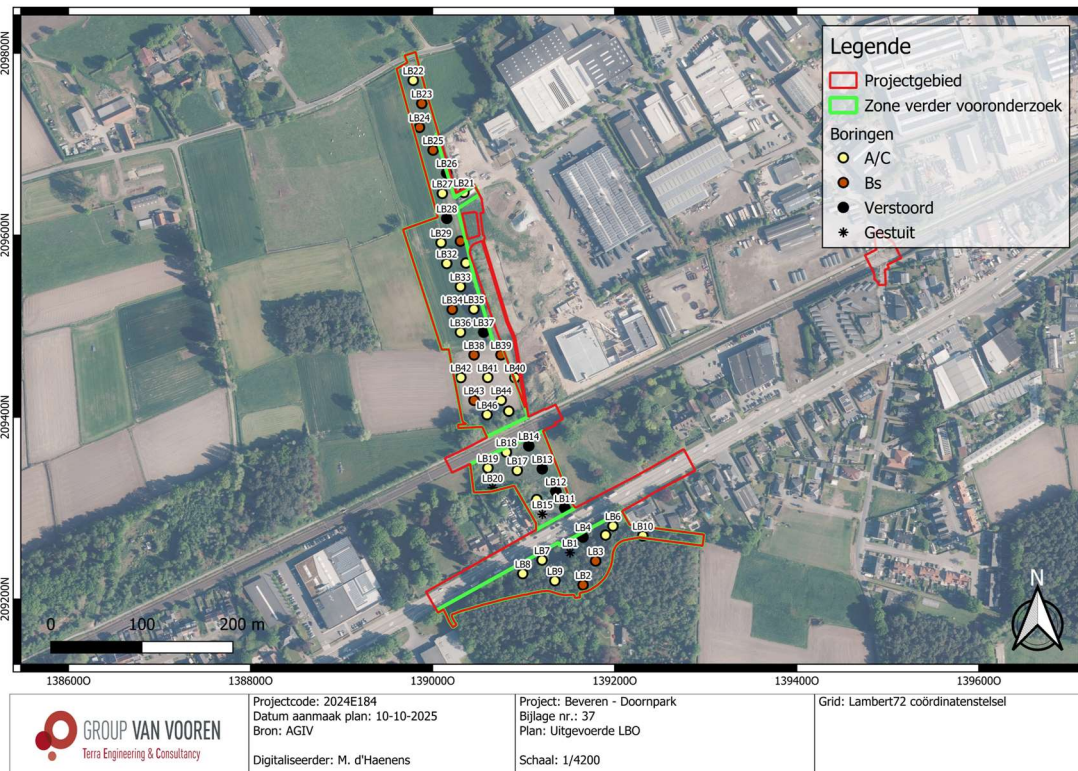 Legende
Projectgebied
Zone verder vooronderzoek
Boringen
A/C
Bs
Verstoord
Gestuit
209800N
209600N
209400N
209200N
LB22
LB23
LB24
LB25
LB26
LB27
LB21
LB28
LB29
LB32
LB33
LB34
LB35
LB36
LB37
LB38
LB39
LB42
LB41
LB40
LB43
LB44
LB46
LB14
LB18
LB19
LB17
LB13
LB20
LB12
LB15
LB11
LB6
LB4
LB10
LB1
LB7
LB3
LB8
LB9
LB2
N
0 100 200 m
138600O
138800O
139000O
139200O
139400O
139600O
GROUP VAN VOOREN
Terra Engineering & Consultancy
Projectcode: 2024E184
Datum aanmaak plan: 10-10-2025
Bron: AGIV
Digitaliseerder: M. d'Haenens
Project: Beveren - Doornpark
Bijlage nr.: 37
Plan: Uitgevoerde LBO
Schaal: 1/4200
Grid: Lambert72 coördinatenstelsel